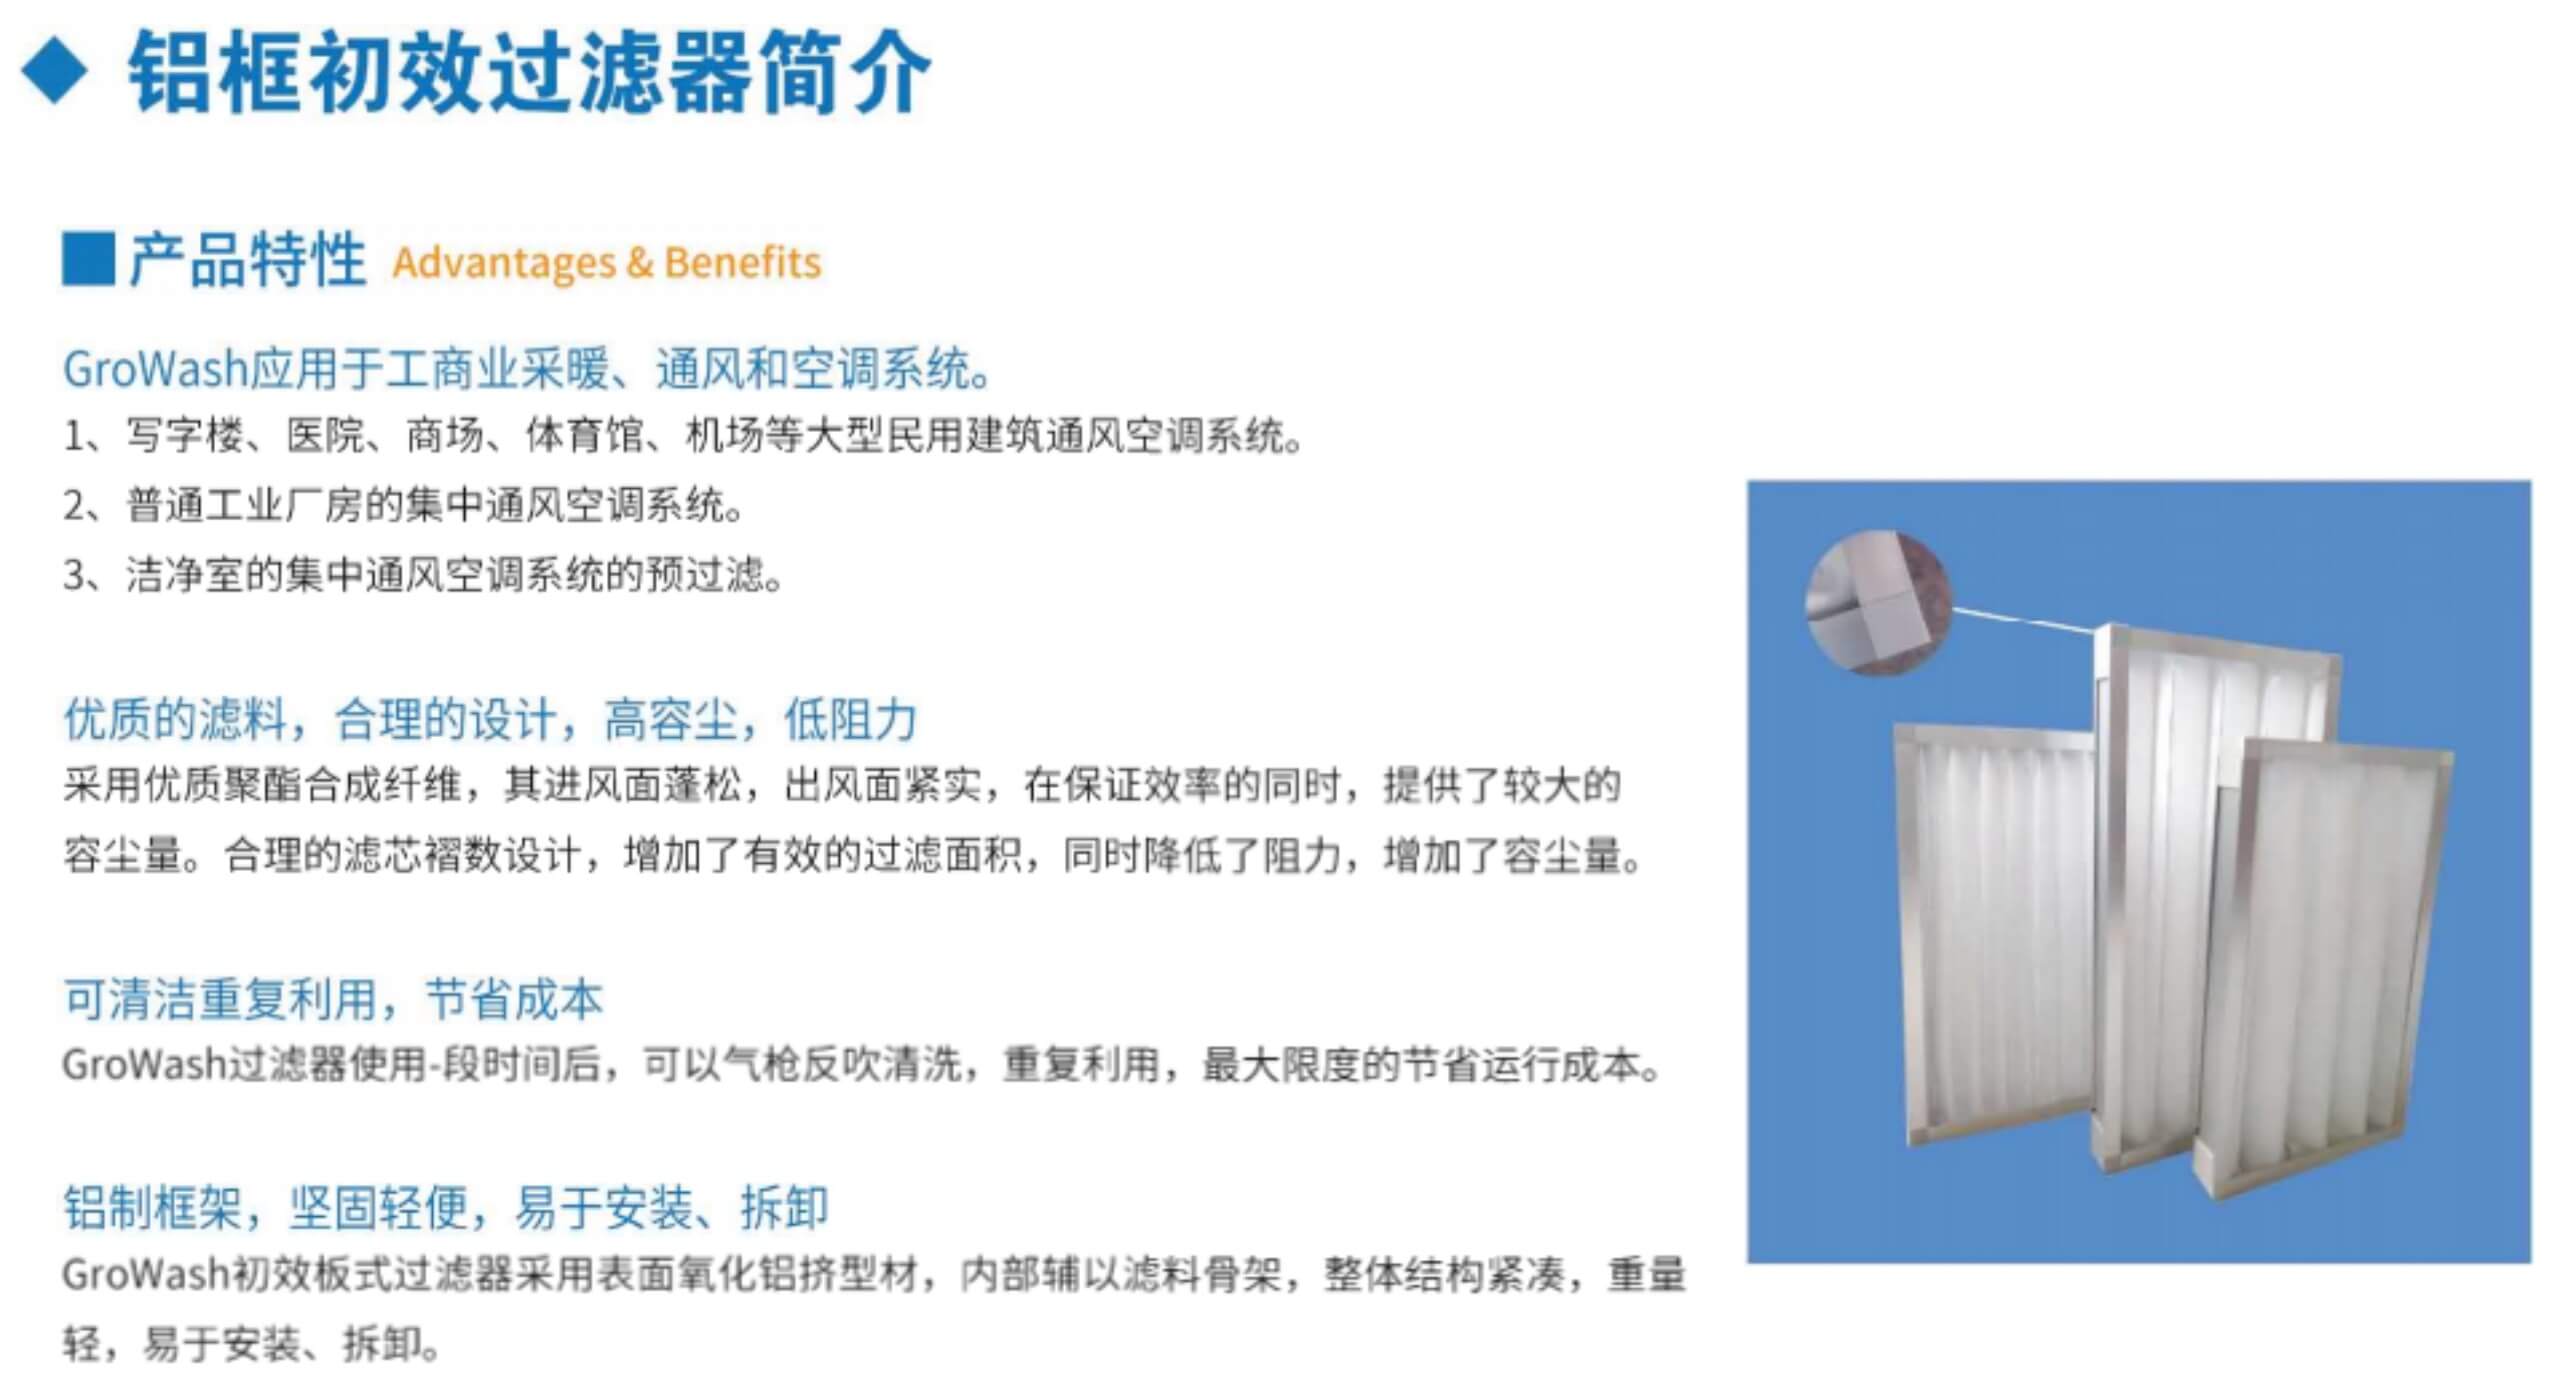 铝框初效过滤器简介
产品特性 Advantages & Benefits
GroWash应用于工商业采暖、通风和空调系统。
1、写字楼、医院、商场、体育馆、机场等大型民用建筑通风空调系统。
2、普通工业厂房的集中通风空调系统。
3、洁净室的集中通风空调系统的预过滤。
优质的滤料，合理的设计，高容尘，低阻力
采用优质聚酯合成纤维，其进风面蓬松，出风面紧实，在保证效率的同时，提供了较大的
容尘量。合理的滤芯褶数设计，增加了有效的过滤面积，同时降低了阻力，增加了容尘量。
可清洁重复利用，节省成本
GroWash过滤器使用-段时间后，可以气枪反吹清洗，重复利用，最大限度的节省运行成本。
铝制框架，坚固轻便，易于安装、拆卸
GroWash初效板式过滤器采用表面氧化铝挤型材，内部辅以滤料骨架，整体结构紧凑，重量
轻，易于安装、拆卸。